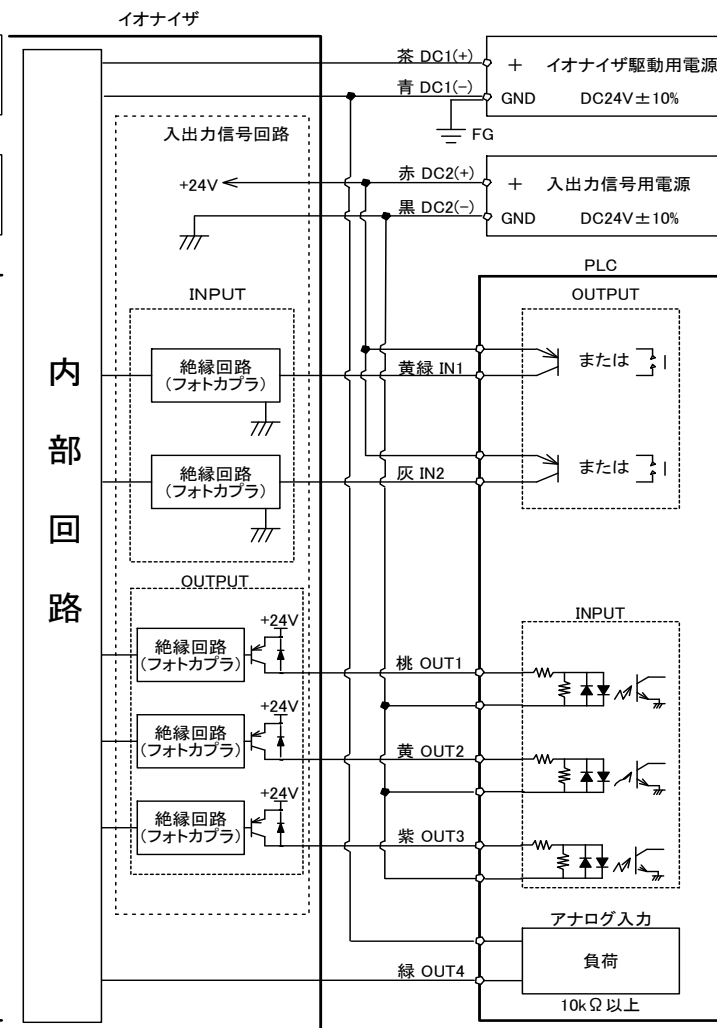 イオナイザ
茶 DC1(+)
+ イオナイザ駆動用電源
青 DC1(-)
GND DC24V±10%
FG
入出力信号回路
+24V
赤 DC2(+)
+ 入出力信号用電源
黒 DC2(-)
GND DC24V±10%
PLC
INPUT
OUTPUT
内部回路
絶縁回路
(フォトカプラ)
黄緑 IN1
または
絶縁回路
(フォトカプラ)
灰 IN2
または
OUTPUT
INPUT
+24V
絶縁回路
(フォトカプラ)
桃 OUT1
+24V
絶縁回路
(フォトカプラ)
黄 OUT2
+24V
絶縁回路
(フォトカプラ)
紫 OUT3
アナログ入力
負荷
緑 OUT4
10kΩ以上